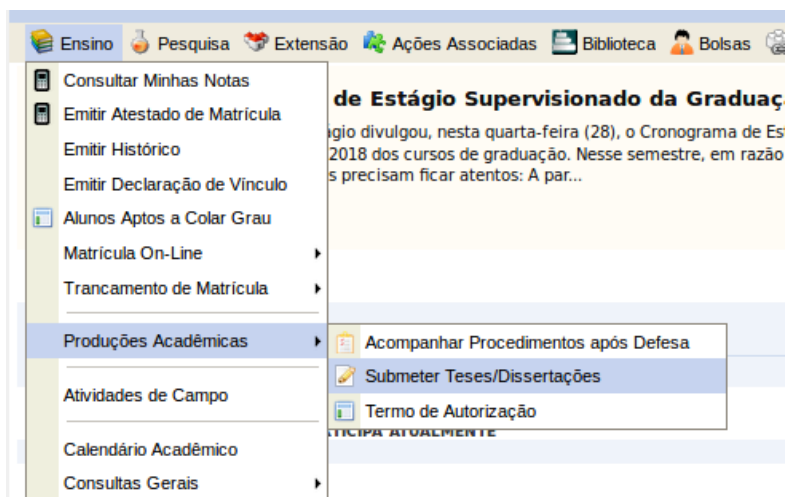 Ensino Pesquisa Extensão Ações Associadas Biblioteca Bolsas
Consultar Minhas Notas
Emitir Atestado de Matrícula
Emitir Histórico
Emitir Declaração de Vínculo
Alunos Aptos a Colar Grau
Matrícula On-Line
Trancamento de Matrícula
Produções Acadêmicas
Atividades de Campo
Calendário Acadêmico
Consultas Gerais
de Estágio Supervisionado da Graduaç
ágio divulgou, nesta quarta-feira (28), o Cronograma de Es
2018 dos cursos de graduação. Nesse semestre, em razão
s precisam ficar atentos: A par...
Acompanhar Procedimentos após Defesa
Submeter Teses/Dissertações
Termo de Autorização
TICIPA ATUALMENTE